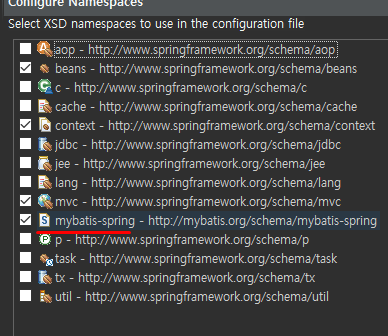 Configure Namespaces
Select XSD namespaces to use in the configuration file
aop - http://www.springframework.org/schema/aop
beans - http://www.springframework.org/schema/beans
c - http://www.springframework.org/schema/c
cache - http://www.springframework.org/schema/cache
context - http://www.springframework.org/schema/context
jdbc - http://www.springframework.org/schema/jdbc
jee - http://www.springframework.org/schema/jee
lang - http://www.springframework.org/schema/lang
mvc - http://www.springframework.org/schema/mvc
mybatis-spring - http://mybatis.org/schema/mybatis-spring
p - http://www.springframework.org/schema/p
task - http://www.springframework.org/schema/task
tx - http://www.springframework.org/schema/tx
util - http://www.springframework.org/schema/util